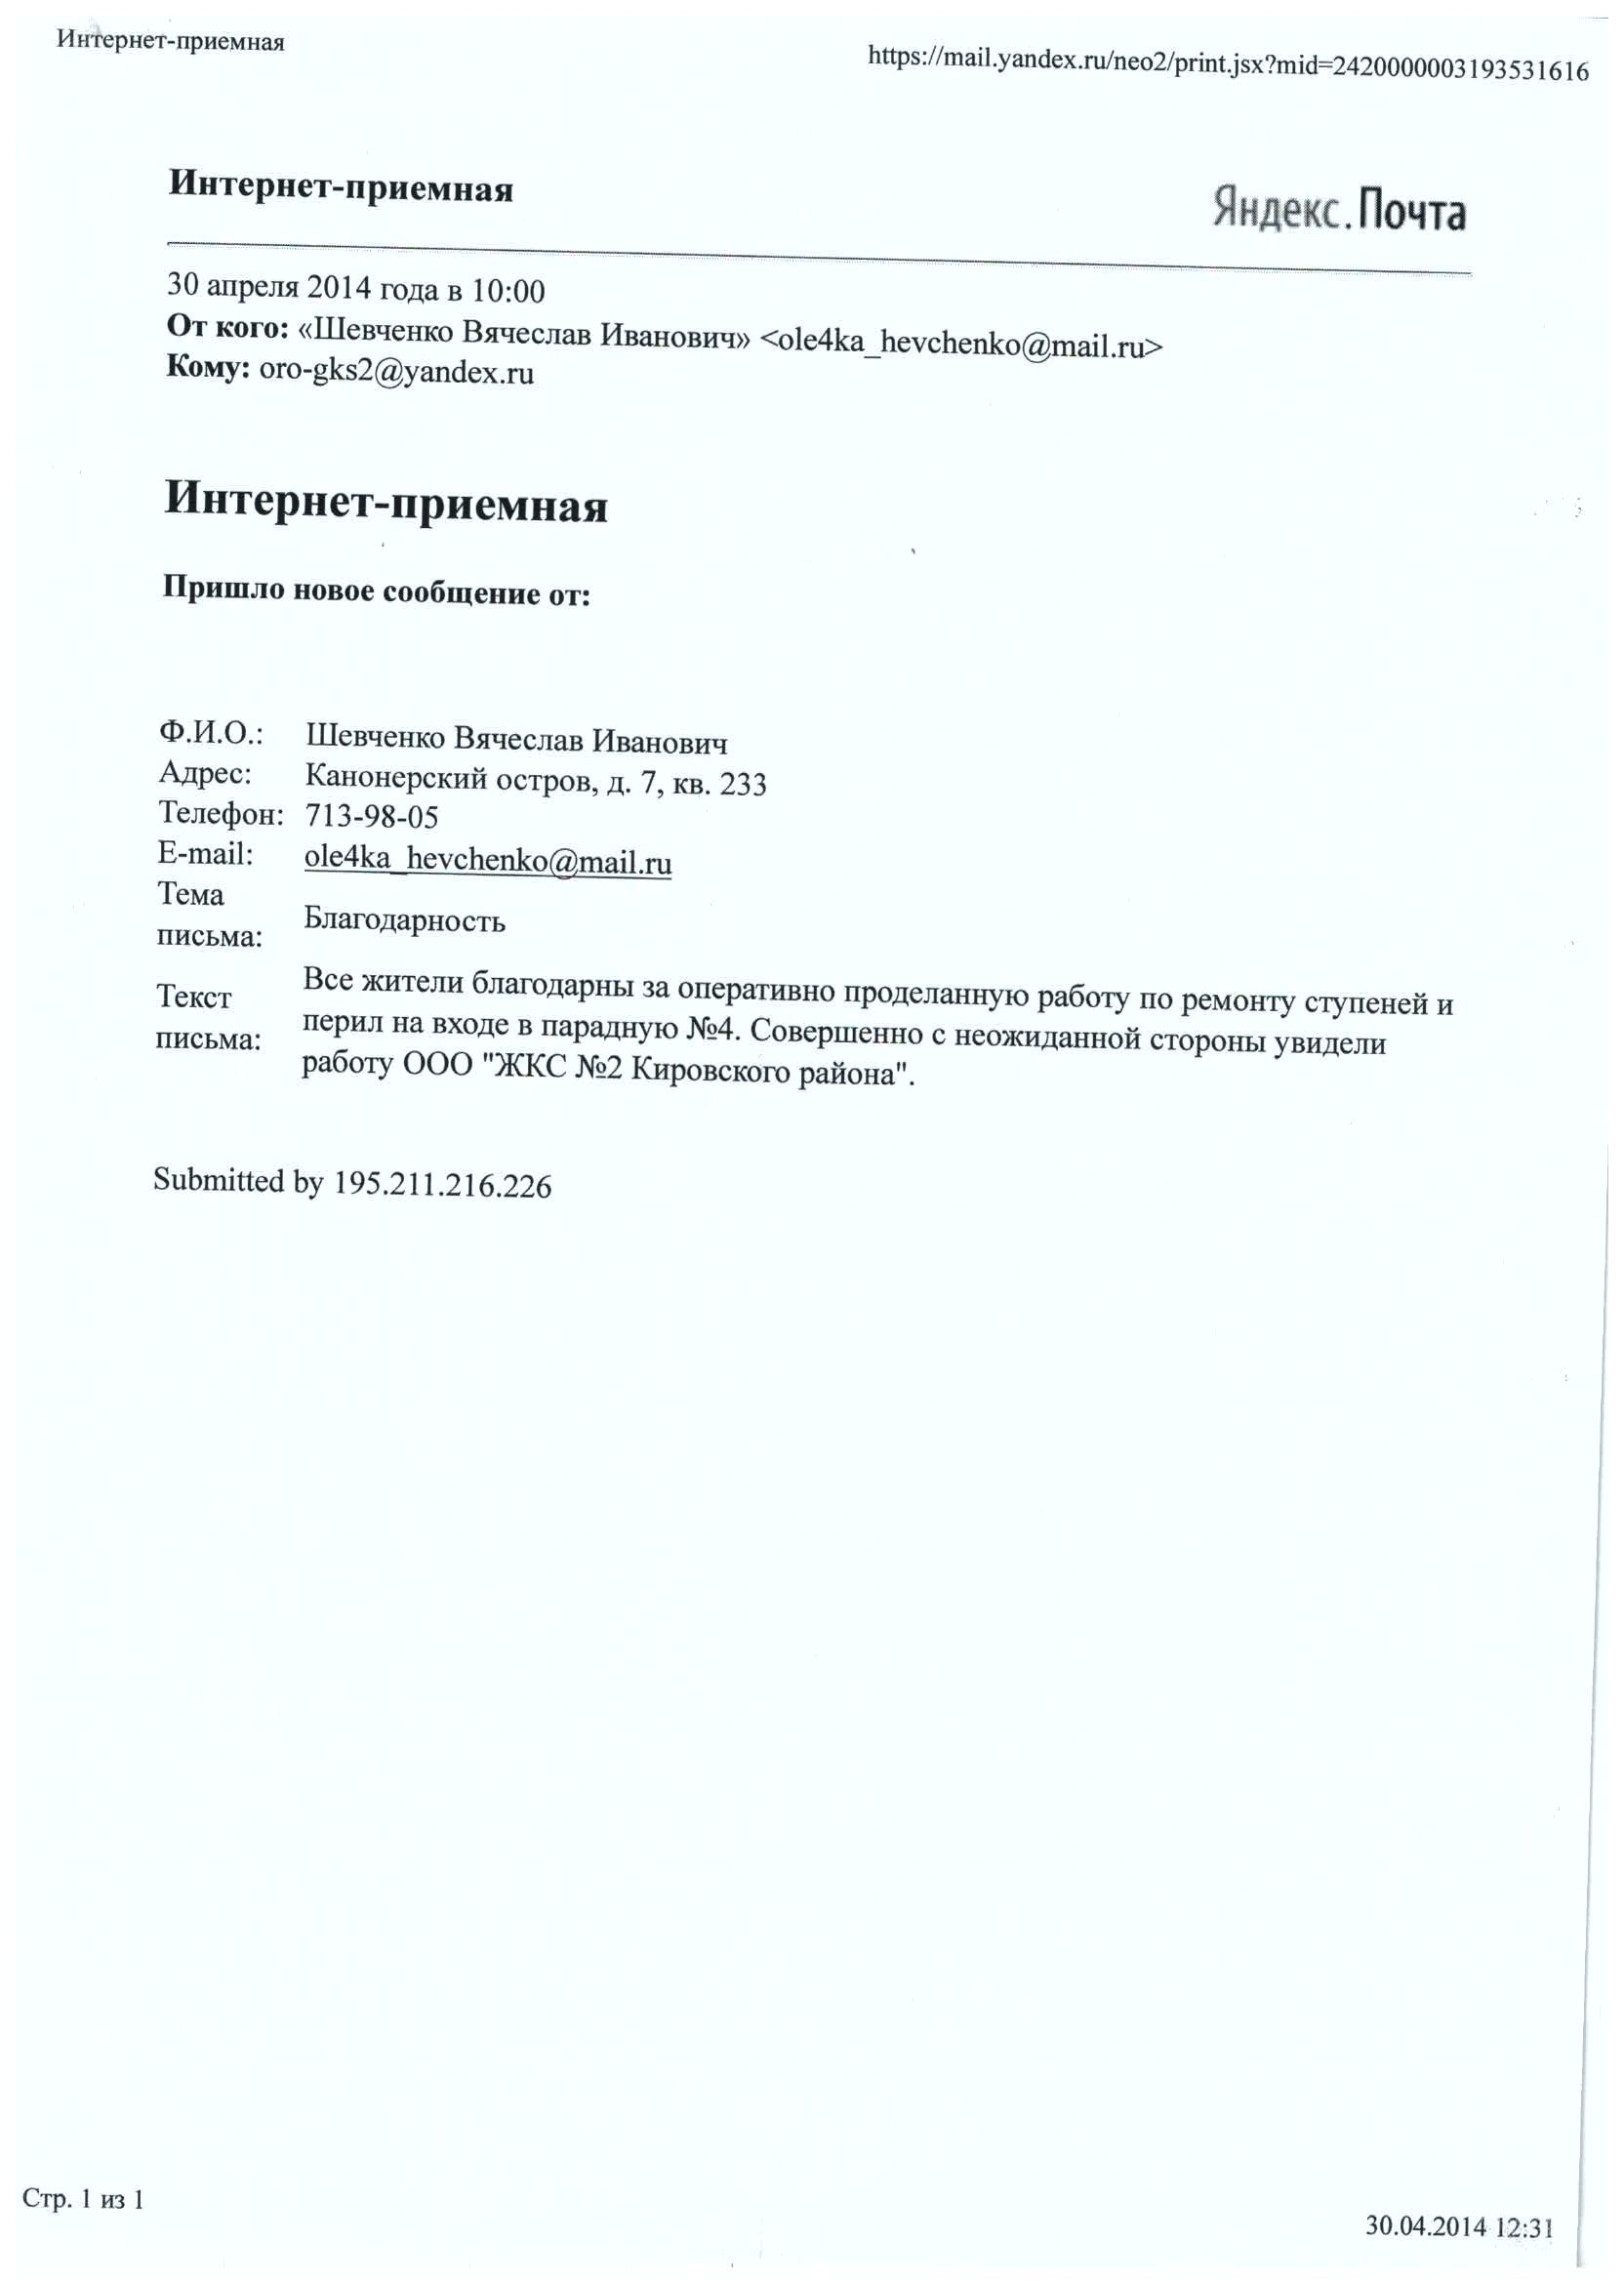 Интернет-приемная
https://mail.yandex.ru/neo2/print.jsx?mid=2420000003193531616
Интернет-приемная
Яндекс.Почта
30 апреля 2014 года в 10:00
От кого: «Шевченко Вячеслав Иванович» <ole4ka_hevchenko@mail.ru>
Кому: oro-gks2@yandex.ru
Интернет-приемная
Пришло новое сообщение от:
Ф.И.О.: Шевченко Вячеслав Иванович
Адрес: Канонерский остров, д. 7, кв. 233
Телефон: 713-98-05
E-mail: ole4ka_hevchenko@mail.ru
Тема
письма:
Благодарность
Текст
письма:
Все жители благодарны за оперативно проделанную работу по ремонту ступеней и
перил на входе в парадную №4. Совершенно с неожиданной стороны увидели
работу ООО "ЖКС №2 Кировского района".
Submitted by 195.211.216.226
Стр. 1 из 1
30.04.2014 12:31